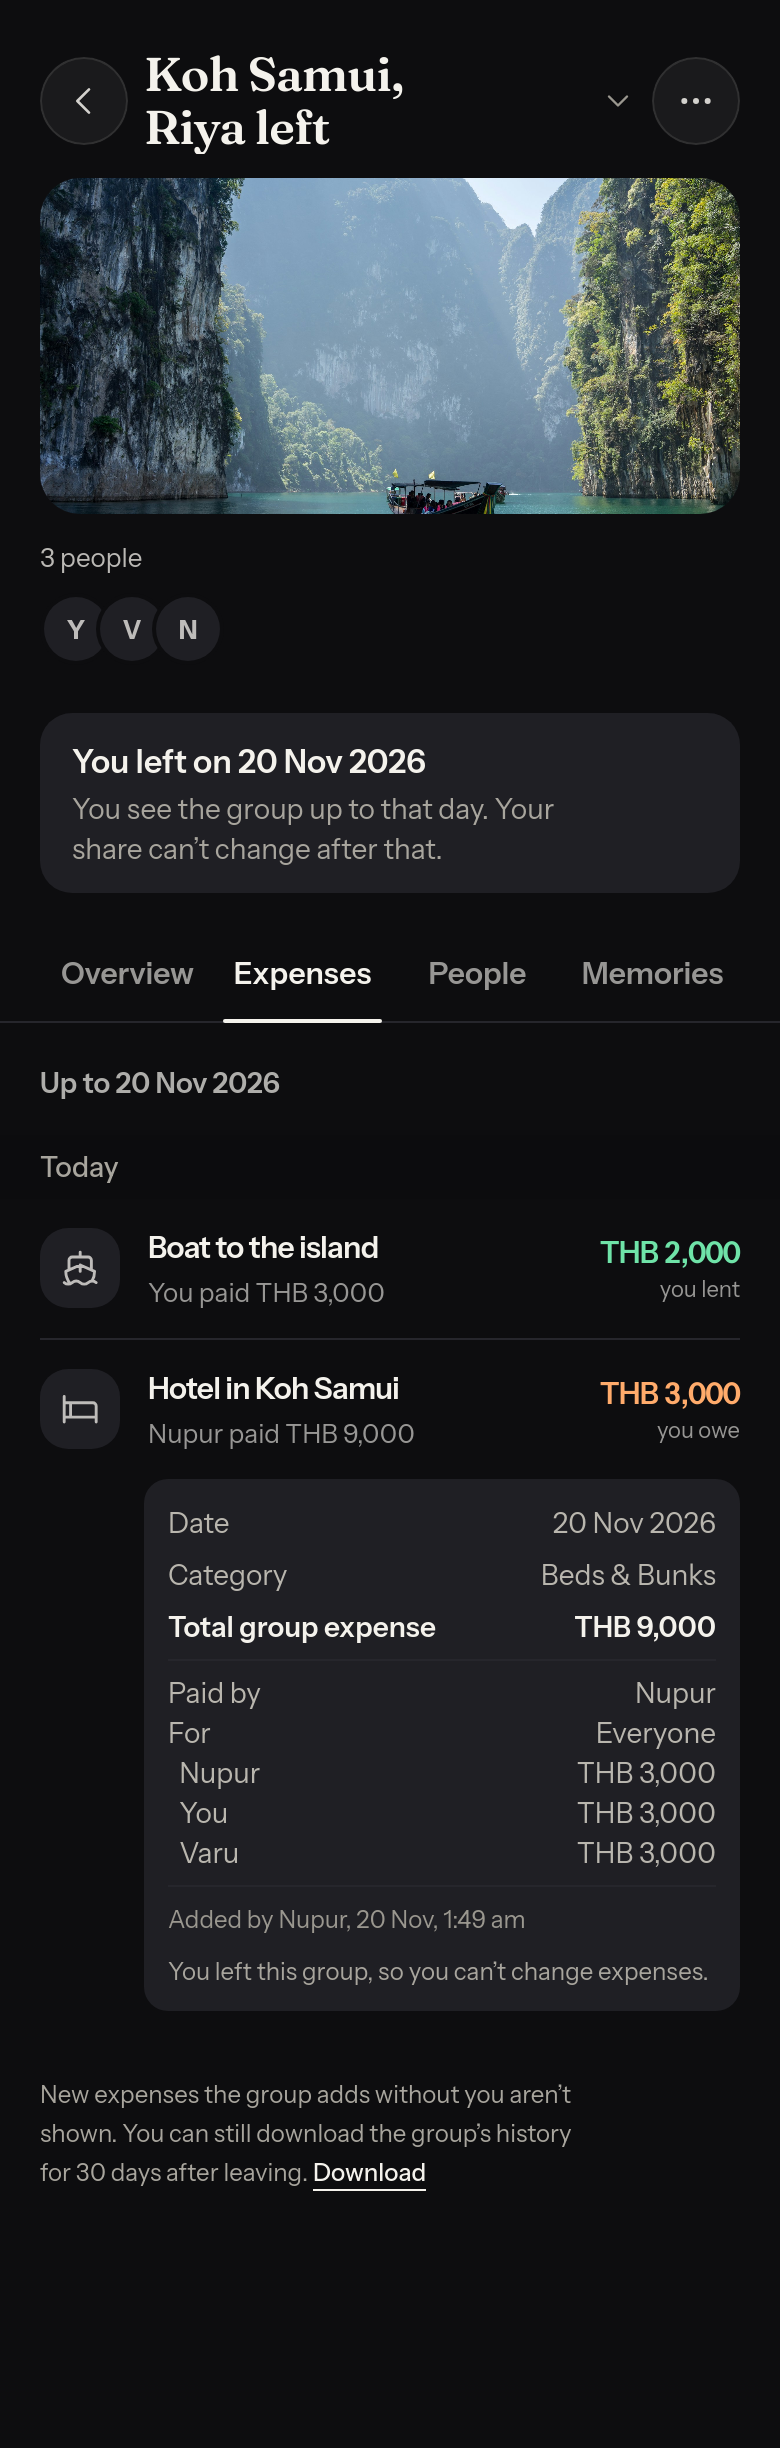 Koh Samui,
Riya left
3 people
Y V N
You left on 20 Nov 2026
You see the group up to that day. Your
share can’t change after that.
Overview Expenses People Memories
Up to 20 Nov 2026
Today
Boat to the island THB 2,000
You paid THB 3,000 you lent
Hotel in Koh Samui THB 3,000
Nupur paid THB 9,000 you owe
Date 20 Nov 2026
Category Beds & Bunks
Total group expense THB 9,000
Paid by Nupur
For Everyone
Nupur THB 3,000
You THB 3,000
Varu THB 3,000
Added by Nupur, 20 Nov, 1:49 am
You left this group, so you can’t change expenses.
New expenses the group adds without you aren’t
shown. You can still download the group’s history
for 30 days after leaving. Download